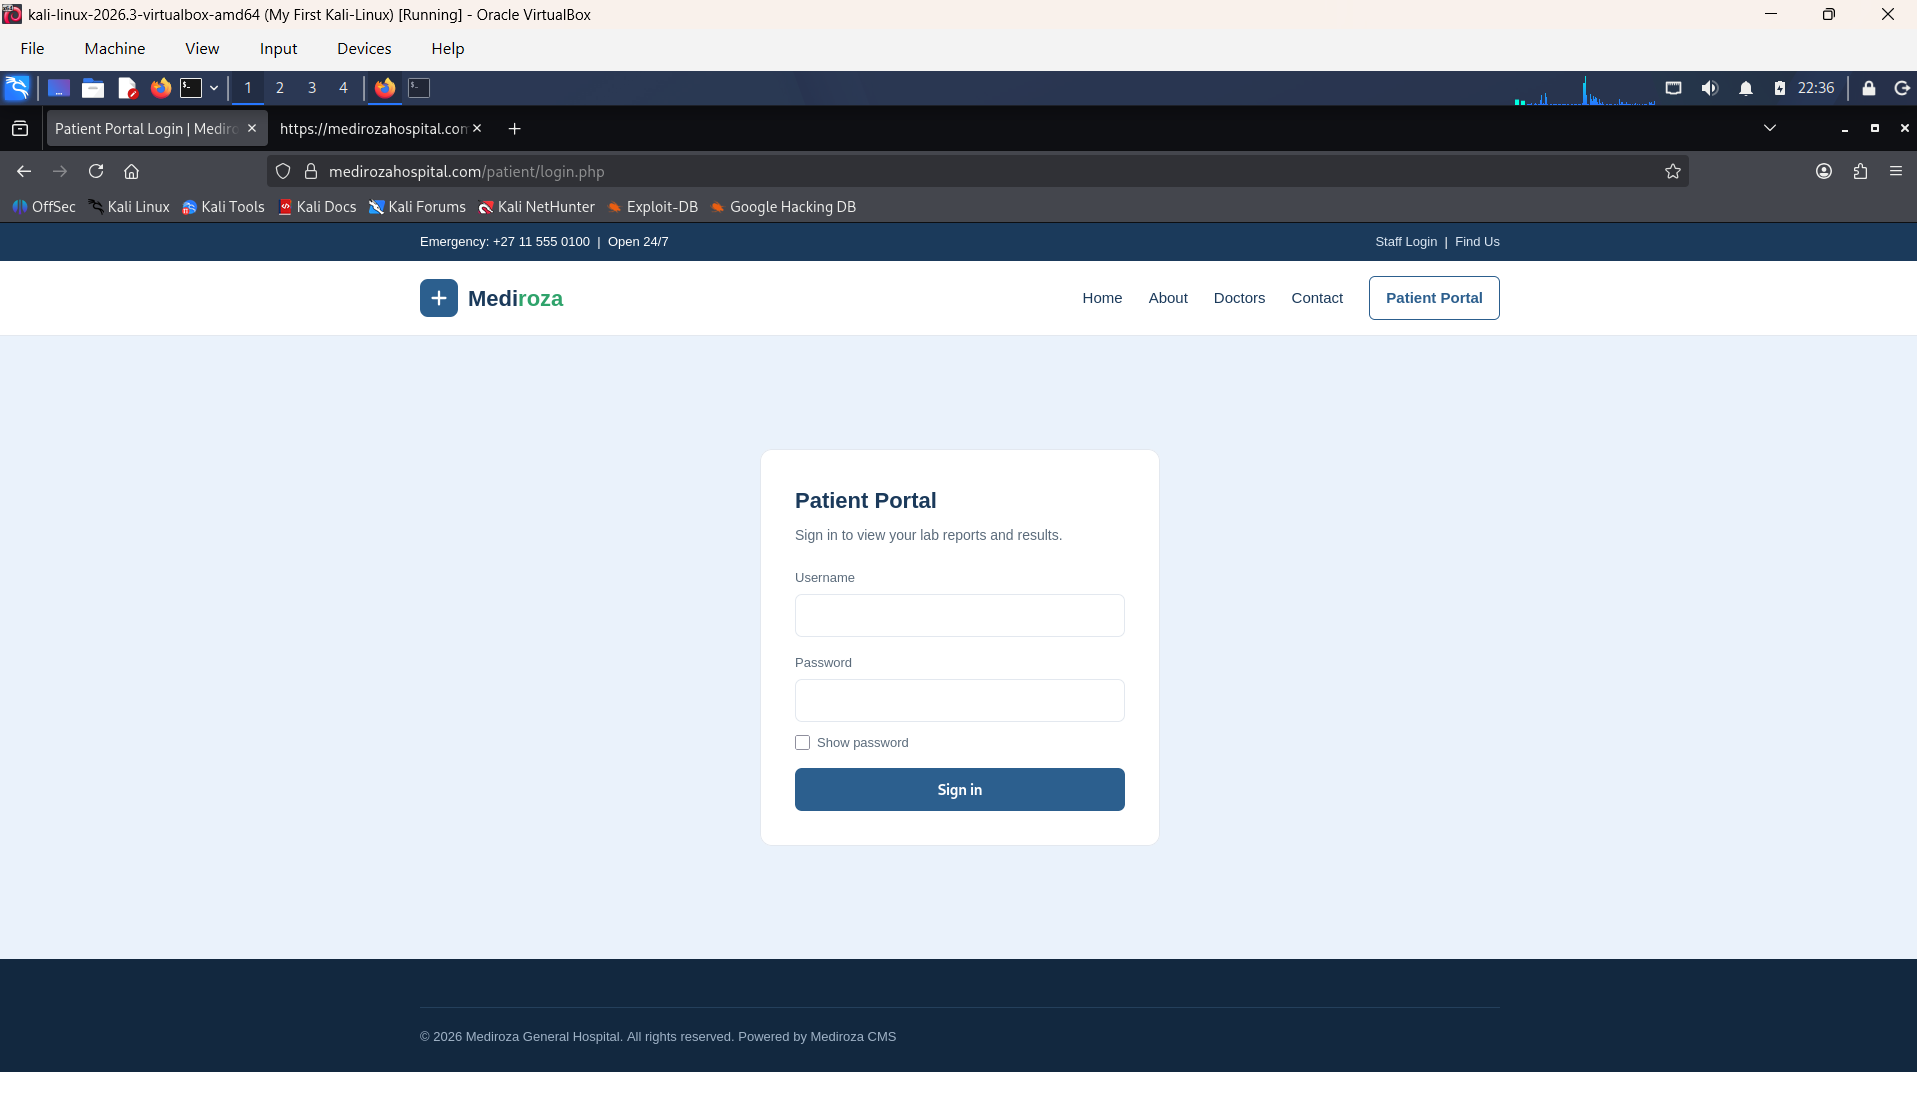 kali-linux-2026.3-virtualbox-amd64 (My First Kali-Linux) [Running] - Oracle VirtualBox
File Machine View Input Devices Help
1 2 3 4 22:36
Patient Portal Login | Mediro https://medirozahospital.con
medirozahospital.com/patient/login.php
OffSec Kali Linux Kali Tools Kali Docs Kali Forums Kali NetHunter Exploit-DB Google Hacking DB
Emergency: +27 11 555 0100 | Open 24/7 Staff Login | Find Us
Mediroza Home About Doctors Contact Patient Portal
Patient Portal
Sign in to view your lab reports and results.
Username
Password
Show password
Sign in
© 2026 Mediroza General Hospital. All rights reserved. Powered by Mediroza CMS